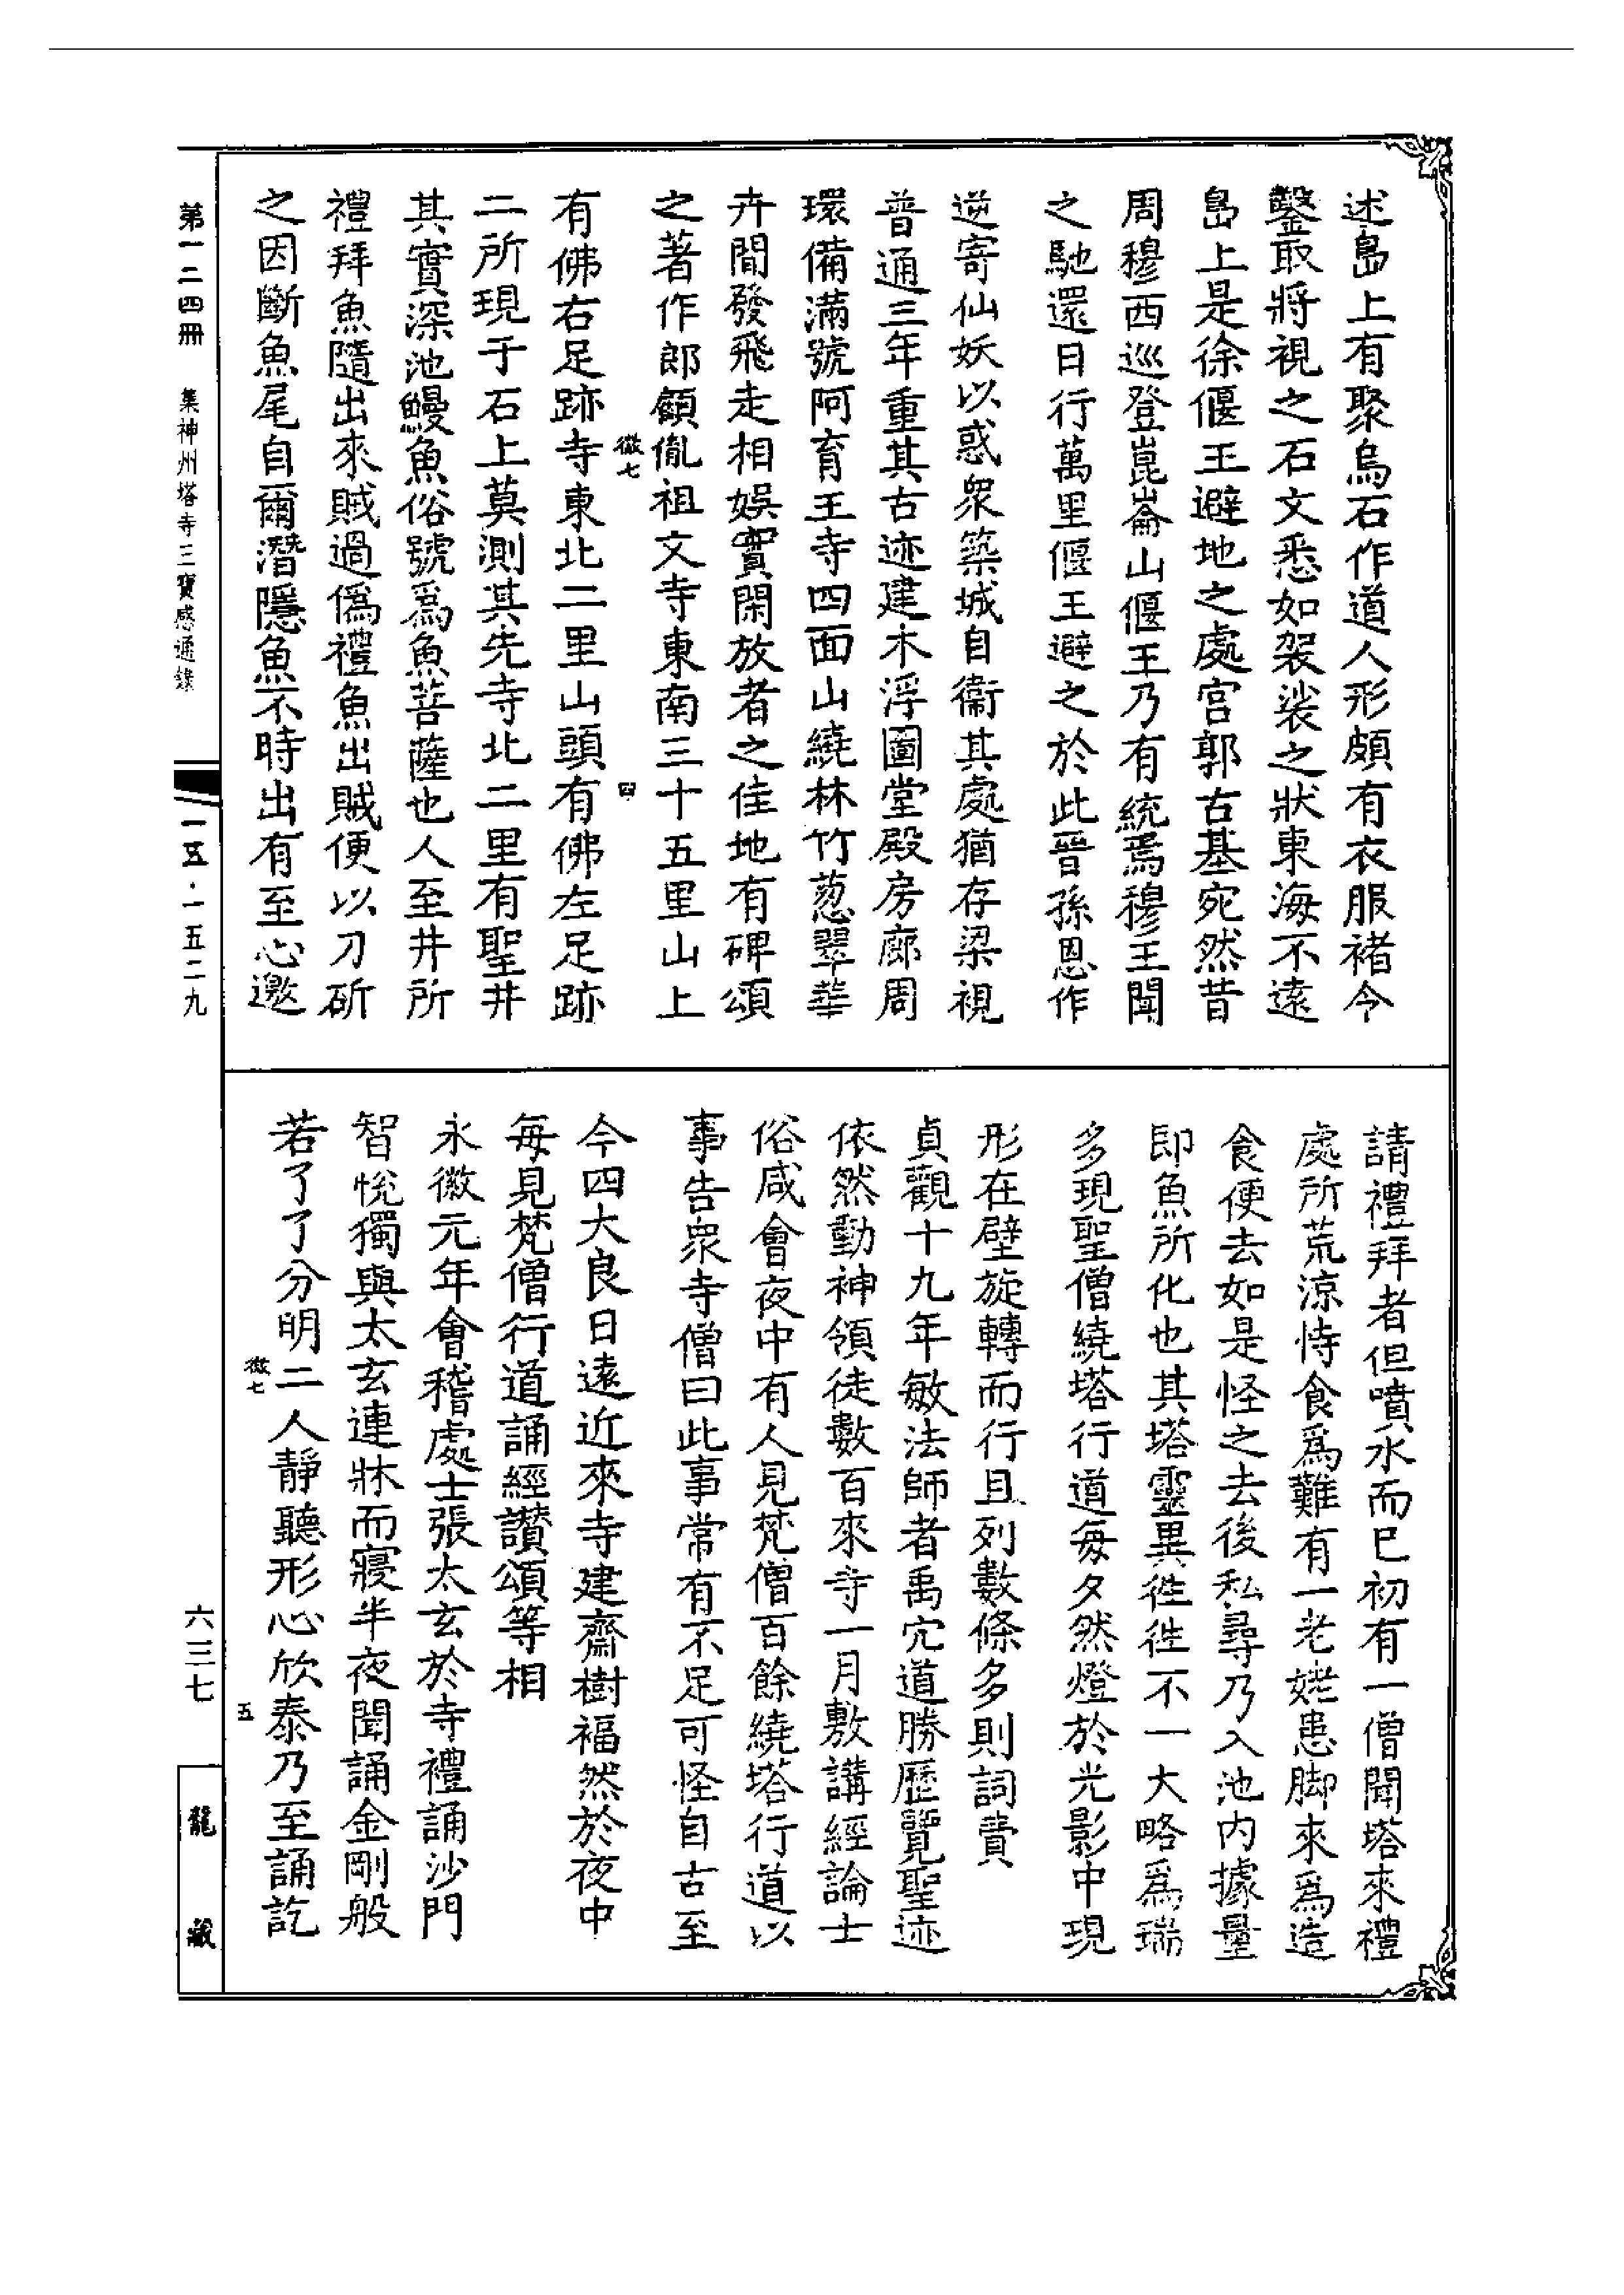 述島上有聚烏石作道人形頗有衣服褚今
鑿取將視之石文悉如袈裟之狀東海不遠
島上是徐偃王避地之處宮郭古基宛然昔
周穆西巡登崑崙山偃王乃有統焉穆王聞
之馳還日行萬里偃王避之於此晉孫恩作
逆寄仙妖以惑衆築城自衞其處猶存梁視
普通三年重其古迹建木浮圖堂殿房廊周
環備滿號阿育王寺四面山繞林竹葱翠華
卉間發飛走相娛實閑放者之佳地有碑頌
之著作郎顧胤祖文寺東南三十五里山上
徵七
四
有佛右足跡寺東北二里山頭有佛左足跡
二所現于石上莫測其先寺北二里有聖井
其實深池鰻魚俗號爲魚菩薩也人至井所
禮拜魚隨出來賊過僞禮魚出賊便以刀斫
之因斷魚尾自爾潛隱魚不時出有至心邀
請禮拜者但噴水而已初有一僧聞塔來禮
處所荒涼恃食爲難有一老姥患脚來爲造
食便去如是怪之去後私尋乃入池内據量
即魚所化也其塔靈異徃徃不一大略爲瑞
多現聖僧繞塔行道每夕然燈於光影中現
形在壁旋轉而行且列數條多則詞費
貞觀十九年敏法師者禹穴道勝歷覽聖迹
依然動神領徒數百來寺一月敷講經論士
俗咸會夜中有人見梵僧百餘繞塔行道以
事告衆寺僧曰此事常有不足可怪自古至
今四大良日遠近來寺建齋樹福然於夜中
每見梵僧行道誦經讃頌等相
永徽元年會稽處士張太玄於寺禮誦沙門
智悅獨與太玄連牀而寢半夜聞誦金剛般
若了了分明二人靜聽形心欣泰乃至誦訖
徵七
五
第一二四冊
集神州塔寺三寶感通錄
一五·一五二九
六三七
龍藏